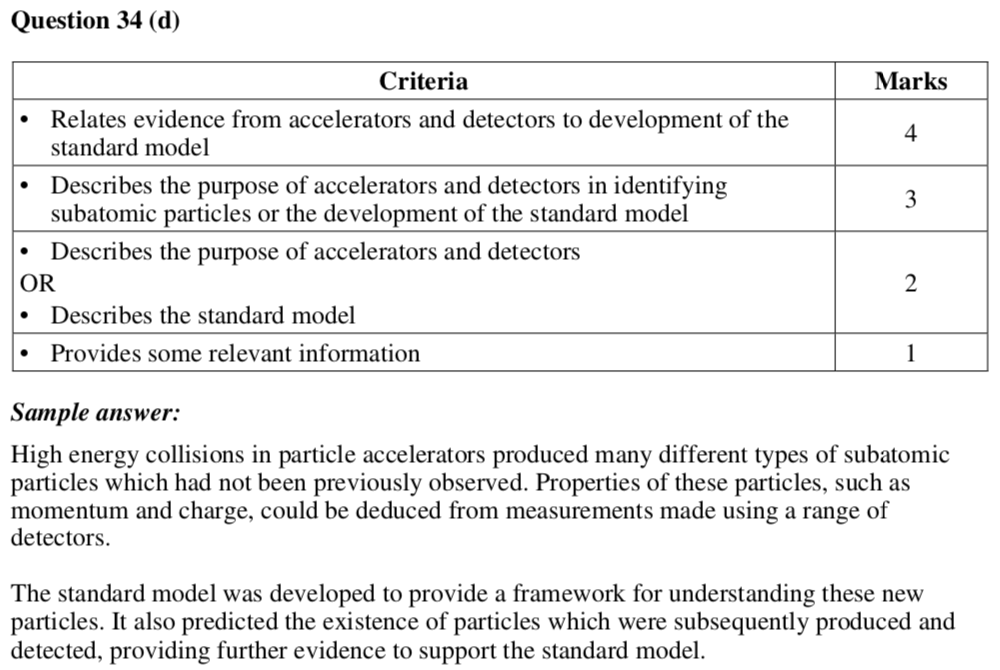 Question 34 (d)
Criteria
Marks
• Relates evidence from accelerators and detectors to development of the
standard model
4
• Describes the purpose of accelerators and detectors in identifying
subatomic particles or the development of the standard model
3
• Describes the purpose of accelerators and detectors
OR
• Describes the standard model
2
• Provides some relevant information
1
Sample answer:
High energy collisions in particle accelerators produced many different types of subatomic
particles which had not been previously observed. Properties of these particles, such as
momentum and charge, could be deduced from measurements made using a range of
detectors.
The standard model was developed to provide a framework for understanding these new
particles. It also predicted the existence of particles which were subsequently produced and
detected, providing further evidence to support the standard model.